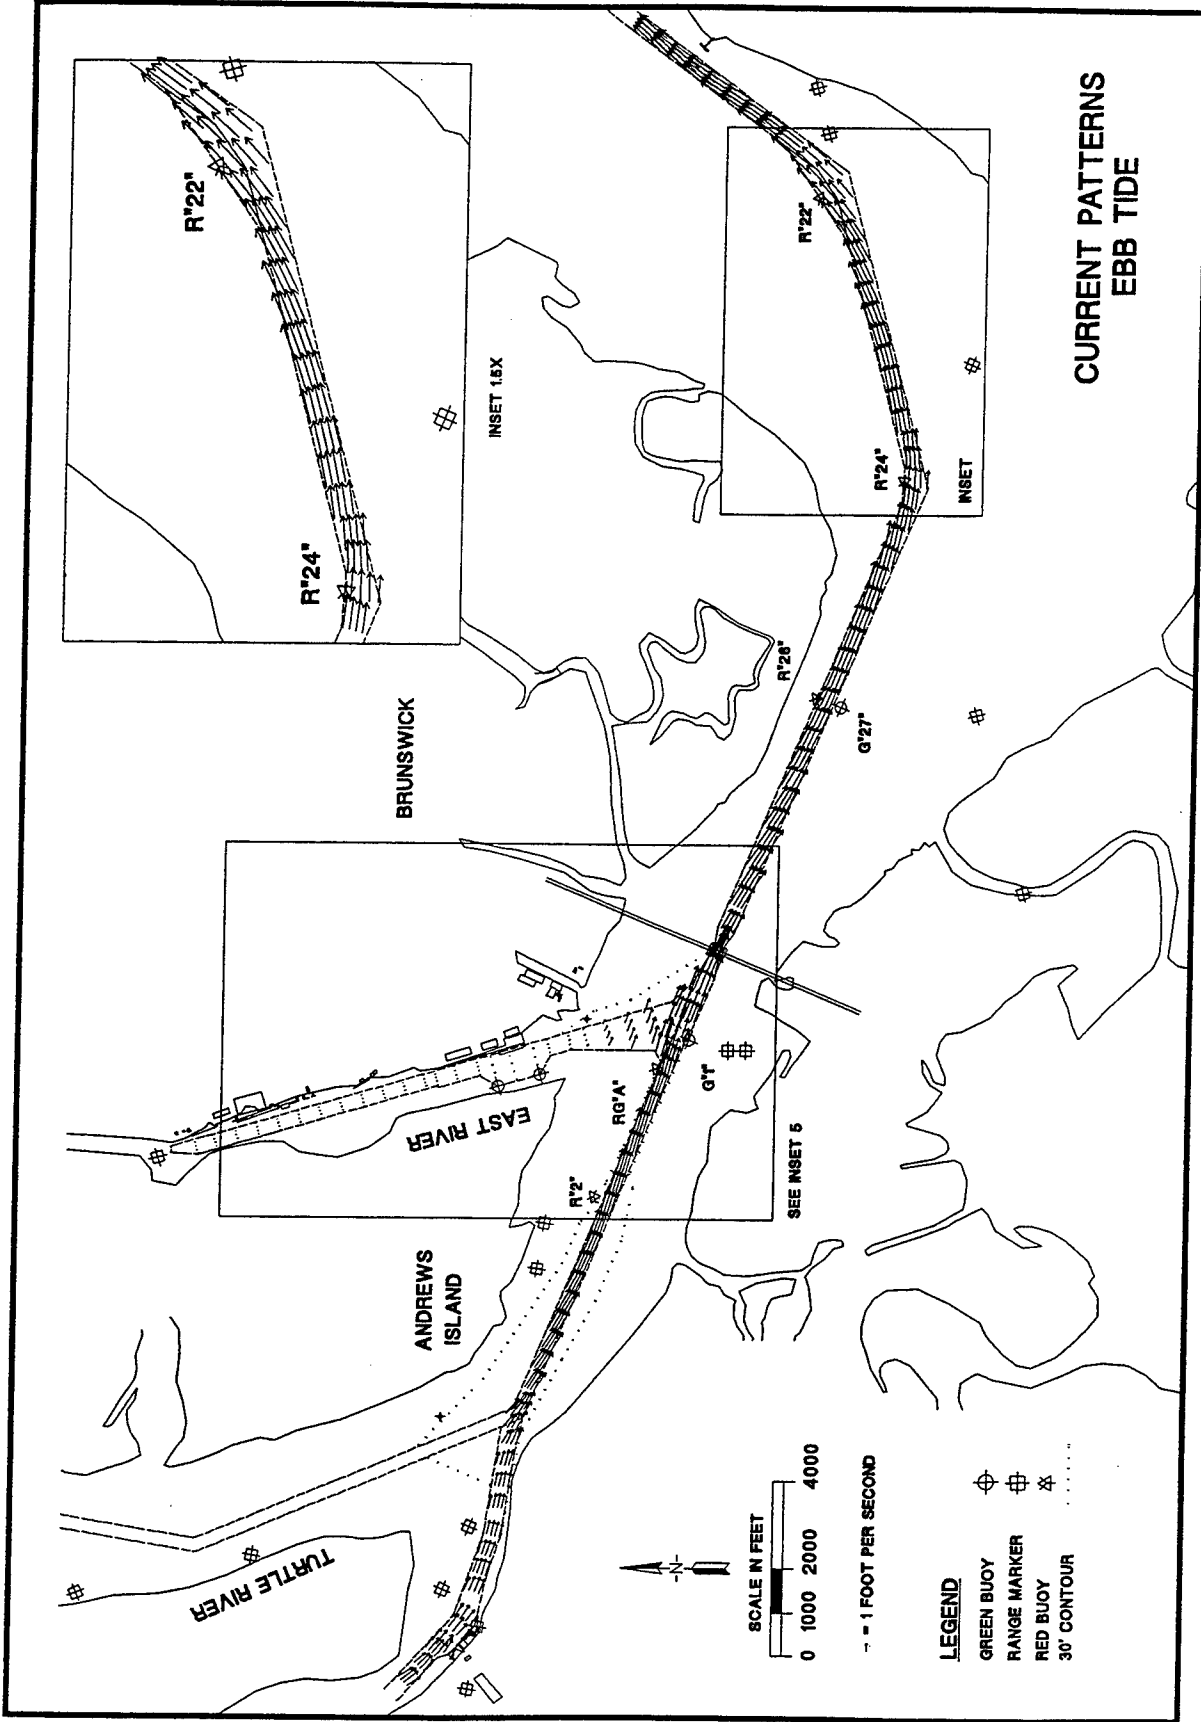 R"22"
R"24"
INSET 1.5X
BRUNSWICK
R"22"
R"24"
INSET
R"26"
G"27"
EAST RIVER
RG"A"
G"1"
R"2"
SEE INSET 5
ANDREWS
ISLAND
TURTLE RIVER
-N-
SCALE IN FEET
0 1000 2000 4000
→ = 1 FOOT PER SECOND
LEGEND
GREEN BUOY
RANGE MARKER
RED BUOY
30' CONTOUR
CURRENT PATTERNS
EBB TIDE